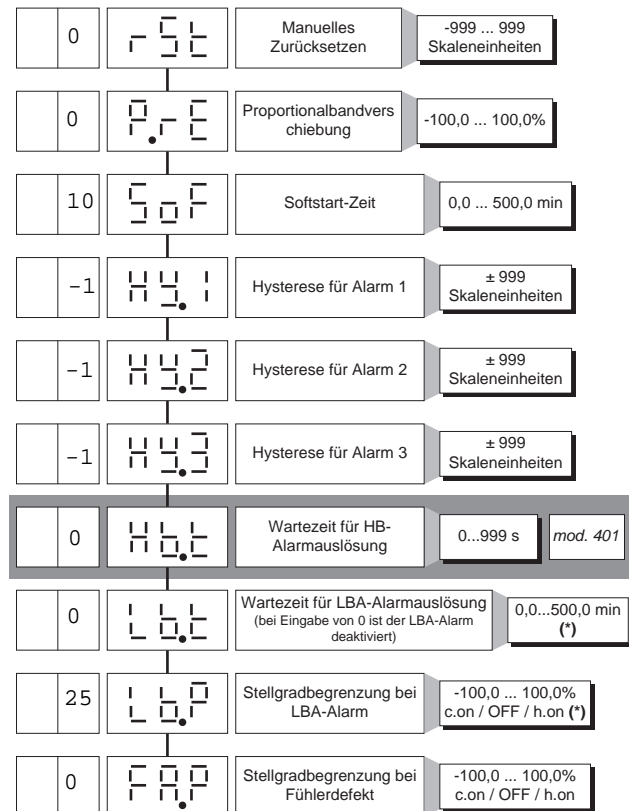 0 rSt Manuelles -999 ... 999
Zurücksetzen Skaleneinheiten
0 P.rE Proportionalbandvers -100,0 ... 100,0%
chiebung
10 SoF Softstart-Zeit 0,0 ... 500,0 min
-1 HY.1 Hysterese für Alarm 1 ± 999
Skaleneinheiten
-1 HY.2 Hysterese für Alarm 2 ± 999
Skaleneinheiten
-1 HY.3 Hysterese für Alarm 3 ± 999
Skaleneinheiten
0 Hb.t Wartezeit für HB- 0...999 s mod. 401
Alarmauslösung
0 Lb.t Wartezeit für LBA-Alarmauslösung 0,0...500,0 min
(bei Eingabe von 0 ist der LBA-Alarm (*)
deaktiviert)
25 Lb.P Stellgradbegrenzung bei -100,0 ... 100,0%
LBA-Alarm c.on / OFF / h.on (*)
0 FA.P Stellgradbegrenzung bei -100,0 ... 100,0%
Fühlerdefekt c.on / OFF / h.on